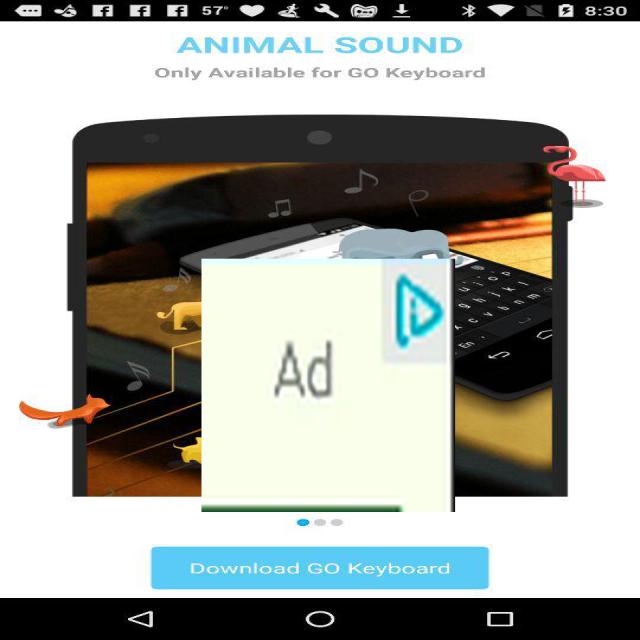 57° 8:30
ANIMAL SOUND
Only Available for GO Keyboard
Ad
Download GO Keyboard